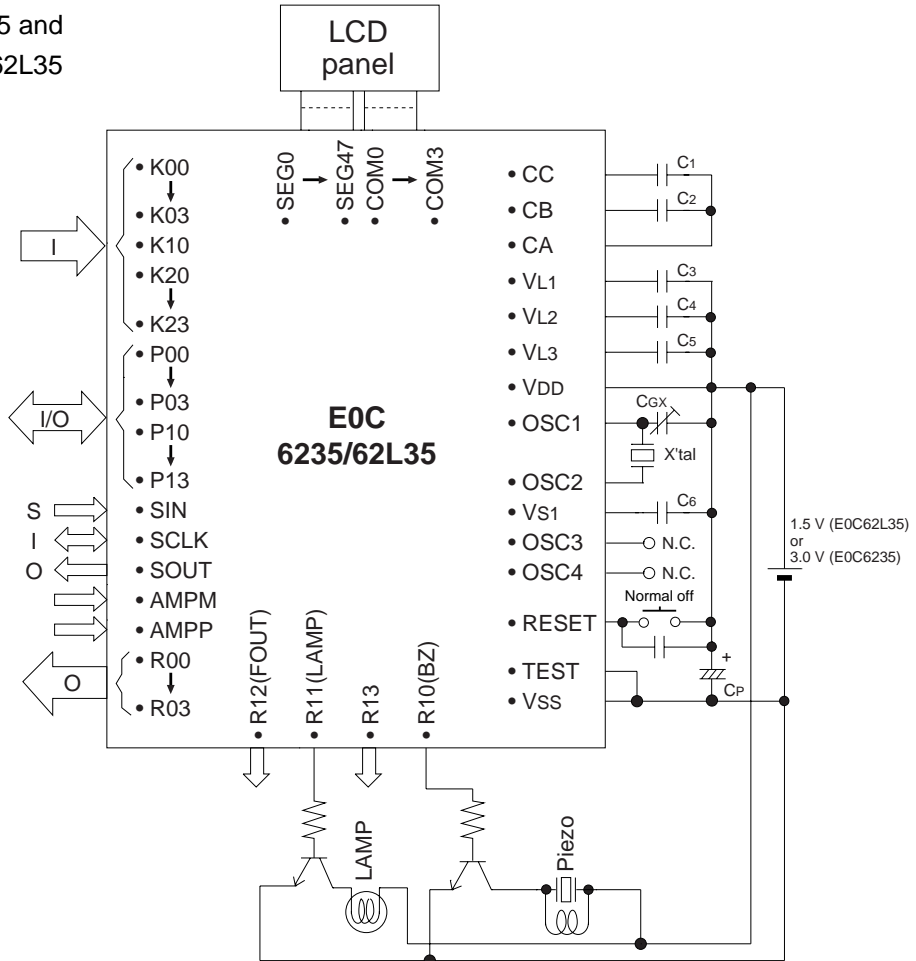 5 and
62L35
LCD
panel
SEG0
SEG47
COM0
COM3
K00
K03
K10
K20
K23
P00
P03
P10
P13
SIN
SCLK
SOUT
AMPM
AMPP
R00
R03
I
I/O
S
I
O
O
E0C
6235/62L35
CC
CB
CA
VL1
VL2
VL3
VDD
OSC1
OSC2
VS1
OSC3
OSC4
RESET
TEST
VSS
C1
C2
C3
C4
C5
CGX
X'tal
C6
N.C.
N.C.
Normal off
+
CP
1.5 V (E0C62L35)
or
3.0 V (E0C6235)
R12(FOUT)
R11(LAMP)
R13
R10(BZ)
LAMP
Piezo